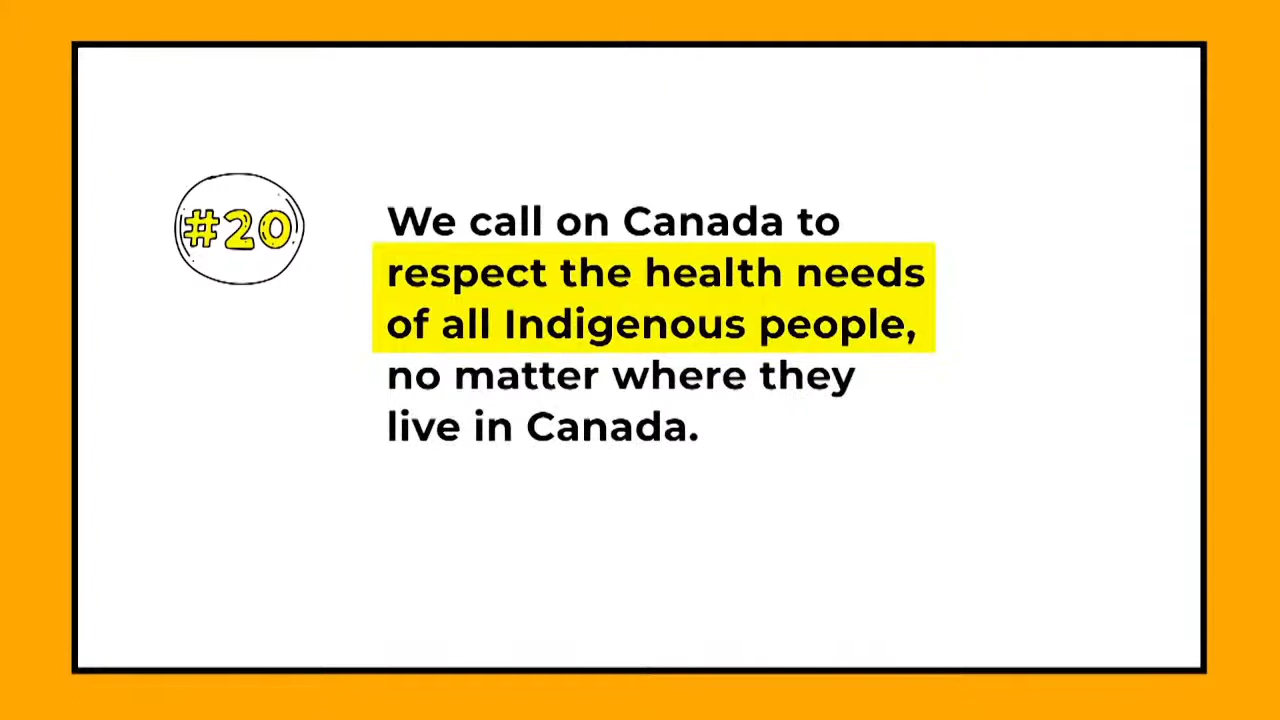 #20
We call on Canada to
respect the health needs
of all Indigenous people,
no matter where they
live in Canada.